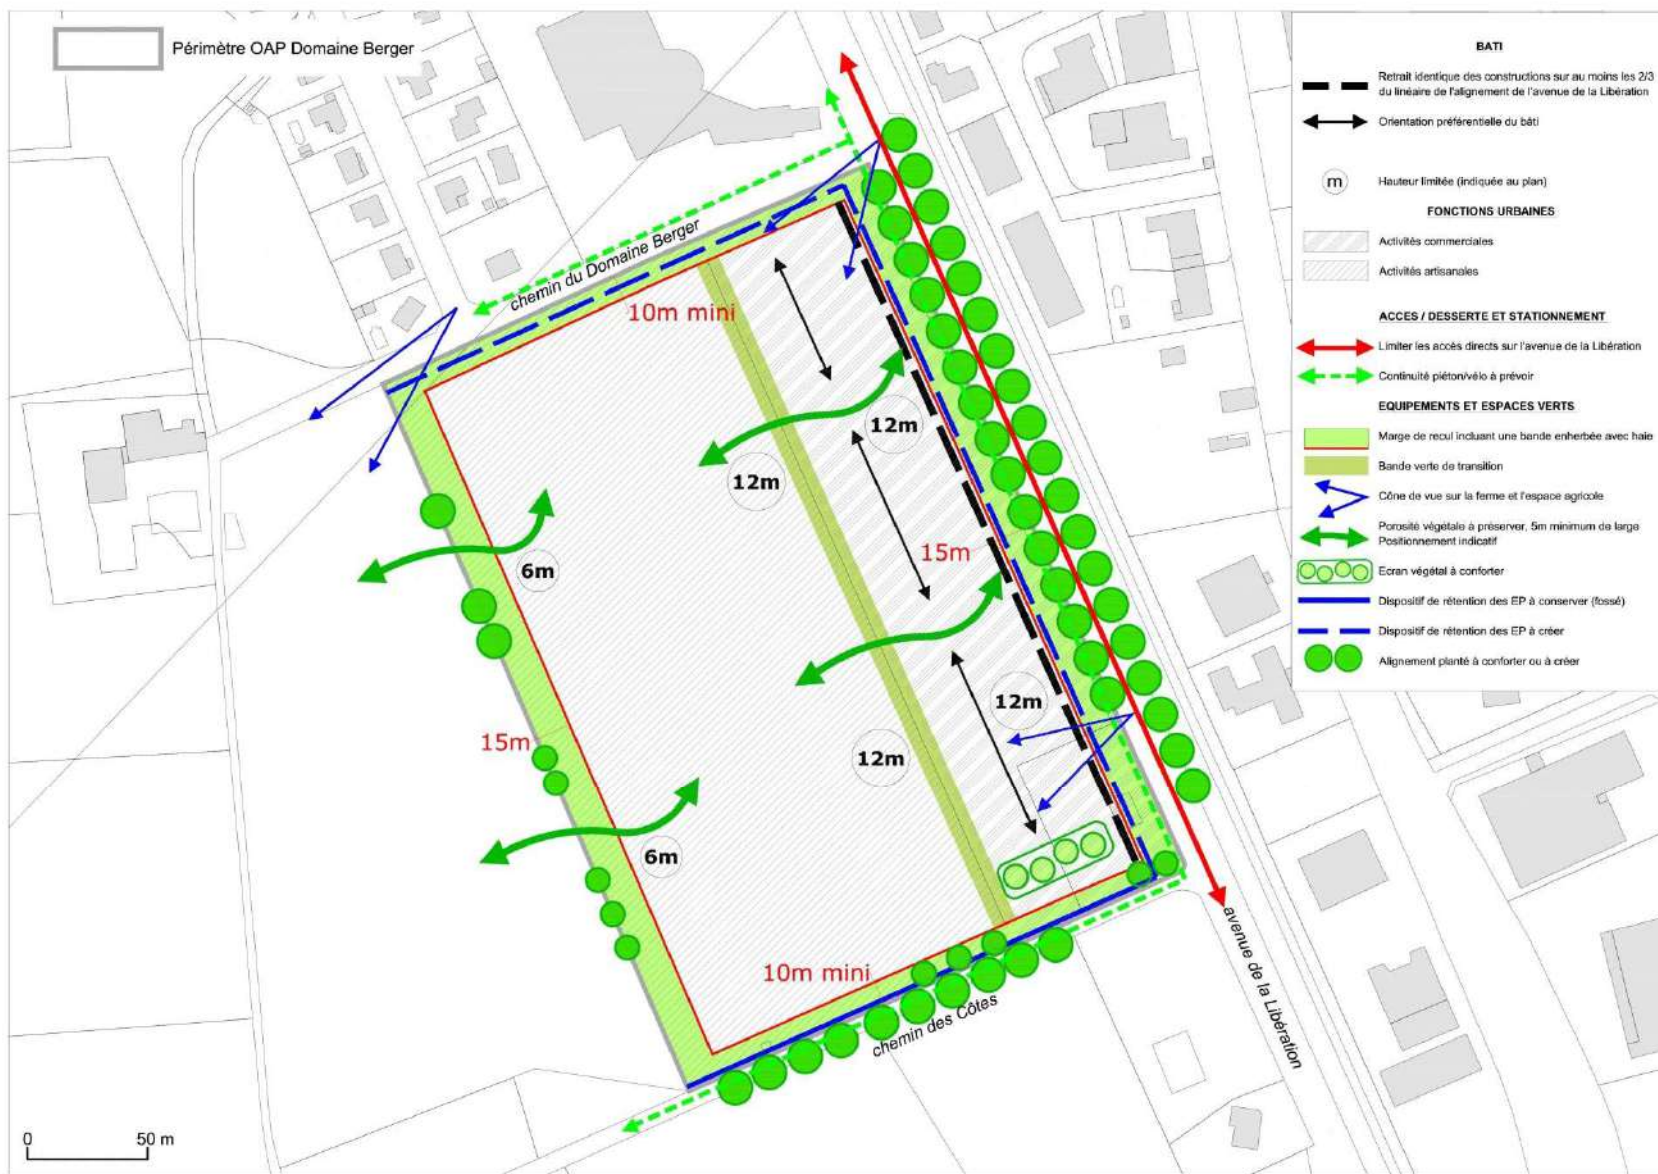 Périmètre OAP Domaine Berger
chemin du Domaine Berger
10m mini
12m
12m
15m
6m
12m
12m
15m
6m
10m mini
chemin des Côtes
avenue de la Libération
0 50 m
BATI
Retrait identique des constructions sur au moins les 2/3
du linéaire de l'alignement de l'avenue de la Libération
Orientation préférentielle du bâti
m Hauteur limitée (indiquée au plan)
FONCTIONS URBAINES
Activités commerciales
Activités artisanales
ACCES / DESSERTE ET STATIONNEMENT
Limiter les accès directs sur l'avenue de la Libération
Continuité piéton/vélo à prévoir
EQUIPEMENTS ET ESPACES VERTS
Marge de recul incluant une bande enherbée avec haie
Bande verte de transition
Cône de vue sur la ferme et l'espace agricole
Porosité végétale à préserver, 5m minimum de large
Positionnement indicatif
Ecran végétal à conforter
Dispositif de rétention des EP à conserver (fossé)
Dispositif de rétention des EP à créer
Alignement planté à conforter ou à créer